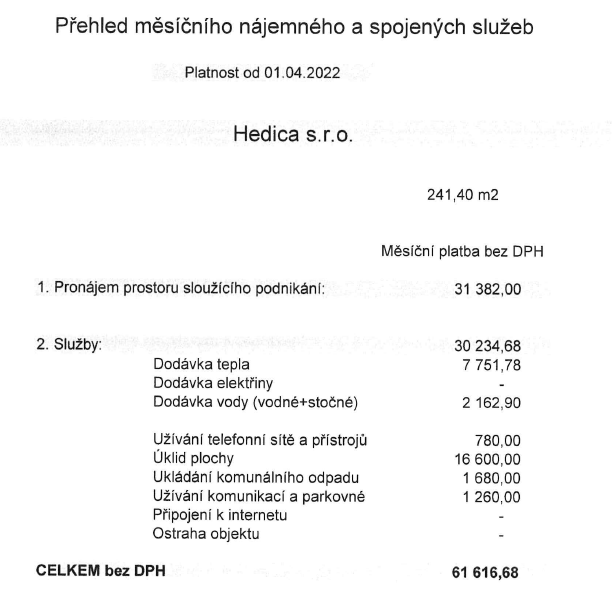 Přehled měsíčního nájemného a spojených služeb
Platnost od 01.04.2022
Hedica s.r.o.
241,40 m2
Měsíční platba bez DPH
1. Pronájem prostoru sloužícího podnikání: 31 382,00
2. Služby: 30 234,68
Dodávka tepla 7 751,78
Dodávka elektřiny -
Dodávka vody (vodné+stočné) 2 162,90
Užívání telefonní sítě a přístrojů 780,00
Úklid plochy 16 600,00
Ukládání komunálního odpadu 1 680,00
Užívání komunikací a parkovné 1 260,00
Připojení k internetu -
Ostraha objektu -
CELKEM bez DPH 61 616,68